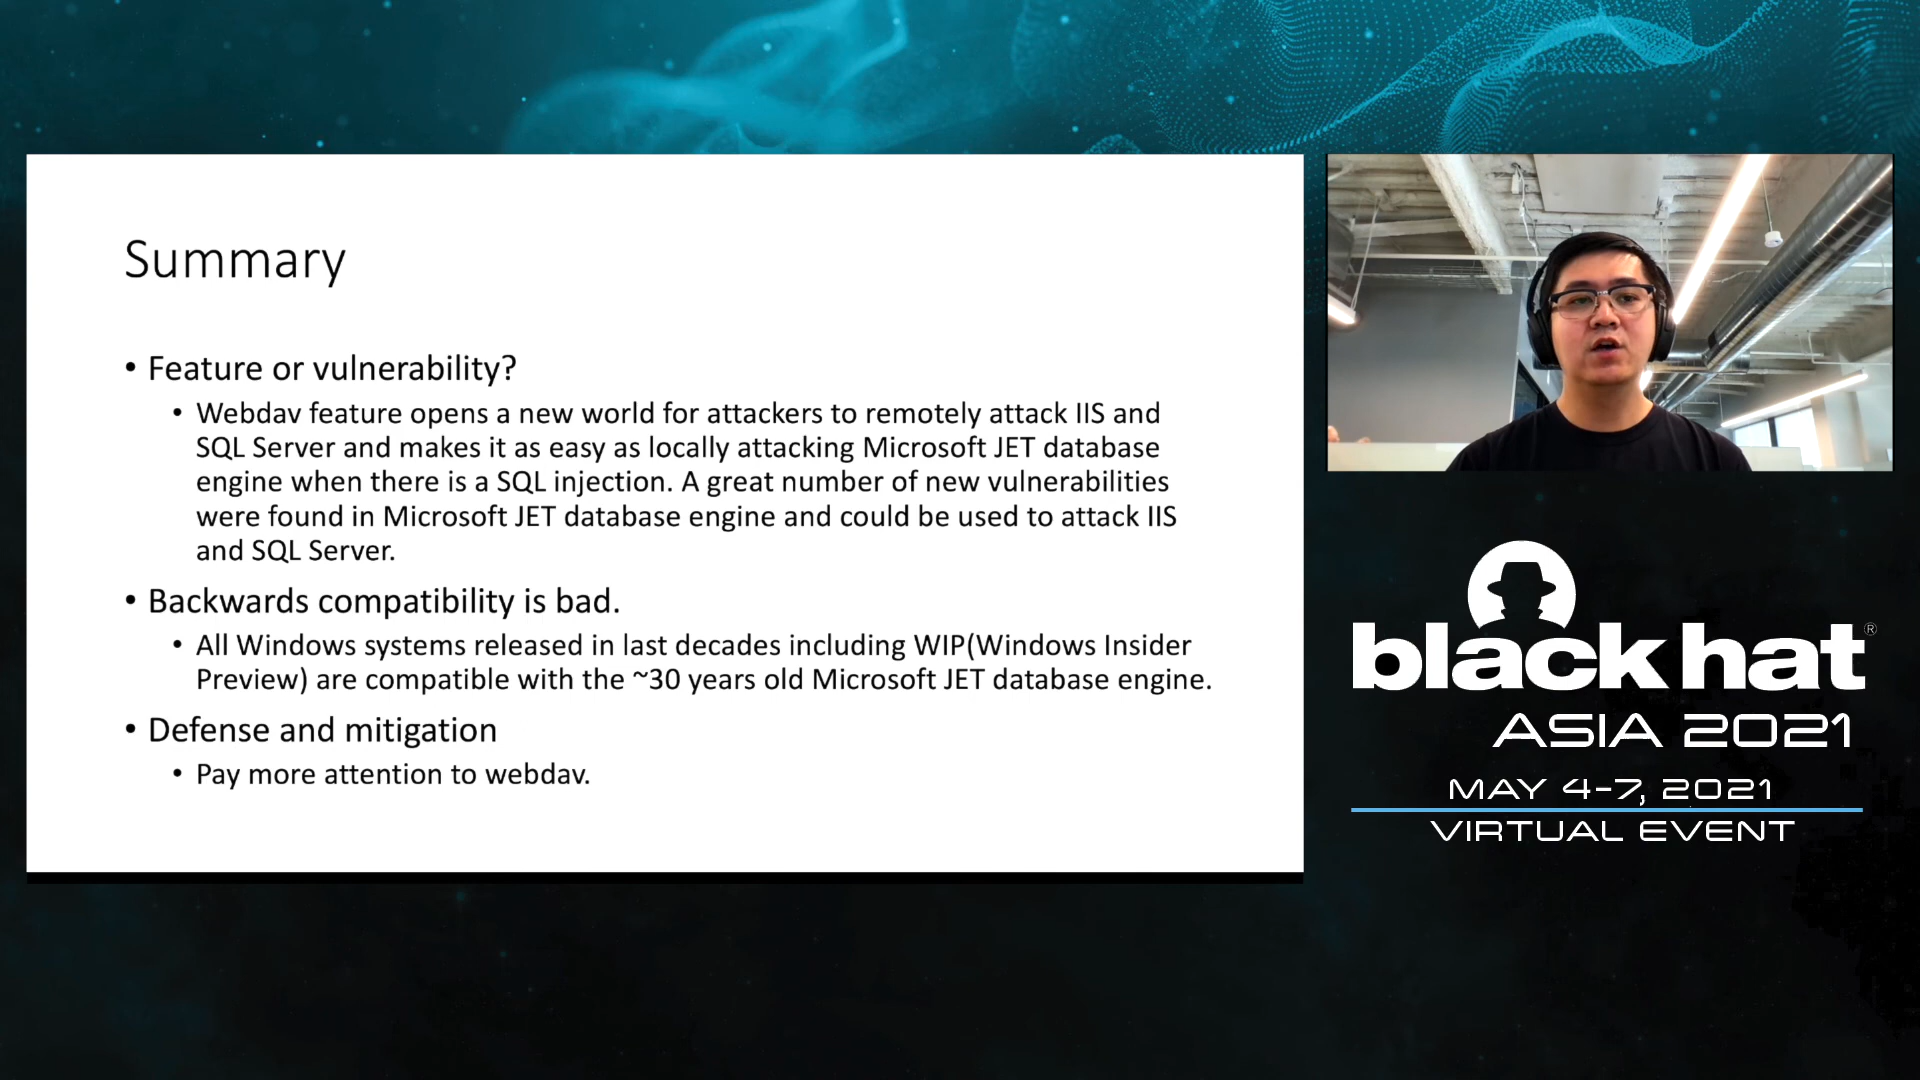 Summary
• Feature or vulnerability?
• Webdav feature opens a new world for attackers to remotely attack IIS and
SQL Server and makes it as easy as locally attacking Microsoft JET database
engine when there is a SQL injection. A great number of new vulnerabilities
were found in Microsoft JET database engine and could be used to attack IIS
and SQL Server.
• Backwards compatibility is bad.
• All Windows systems released in last decades including WIP(Windows Insider
Preview) are compatible with the ~30 years old Microsoft JET database engine.
• Defense and mitigation
• Pay more attention to webdav.
black hat®
ASIA 2021
MAY 4-7, 2021
VIRTUAL EVENT